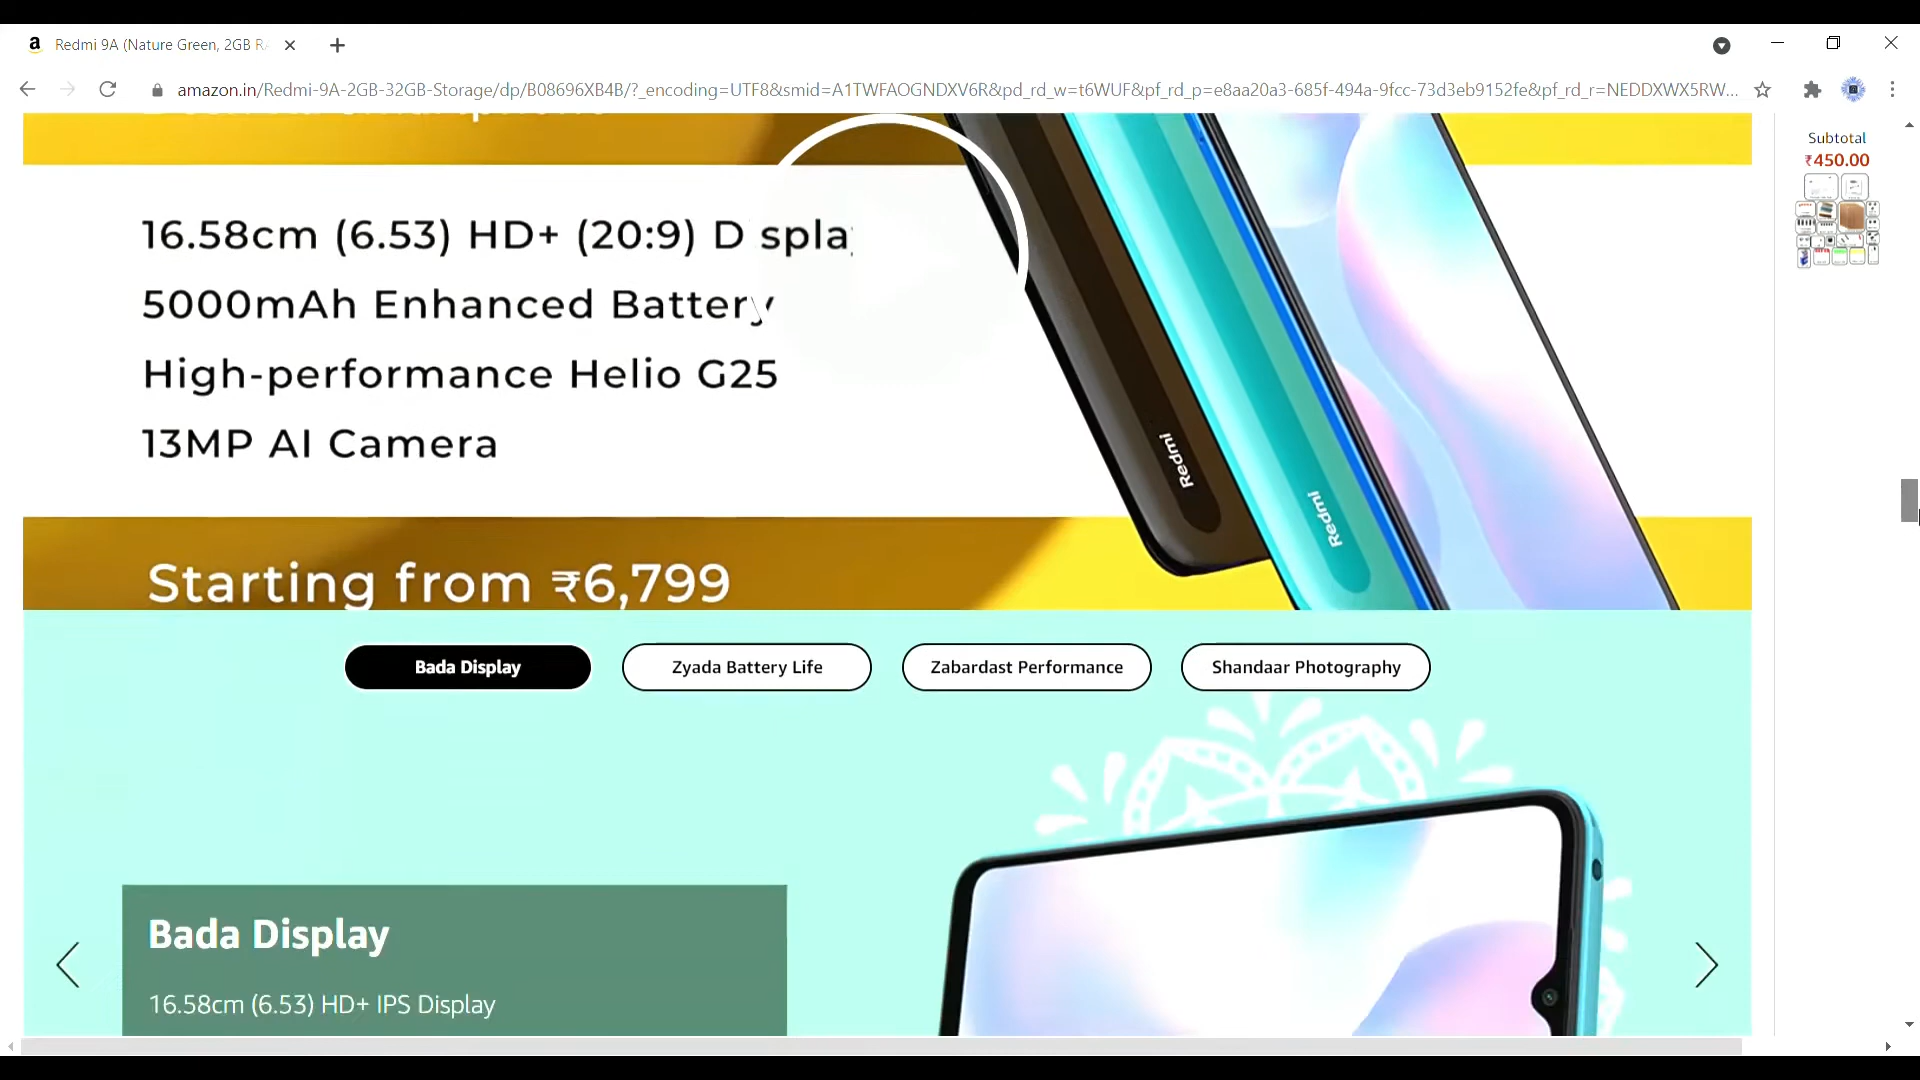 Redmi 9A (Nature Green, 2GB RA
amazon.in/Redmi-9A-2GB-32GB-Storage/dp/B08696XB4B/?_encoding=UTF8&smid=A1TWFAOGNDXV6R&pd_rd_w=t6WUF&pf_rd_p=e8aa20a3-685f-494a-9fcc-73d3eb9152fe&pf_rd_r=NEDDXWX5RW...
Subtotal
₹450.00
16.58cm (6.53) HD+ (20:9) D spla
5000mAh Enhanced Battery
High-performance Helio G25
13MP AI Camera
Redmi
Redmi
Starting from ₹6,799
Bada Display
Zyada Battery Life
Zabardast Performance
Shandaar Photography
Bada Display
16.58cm (6.53) HD+ IPS Display